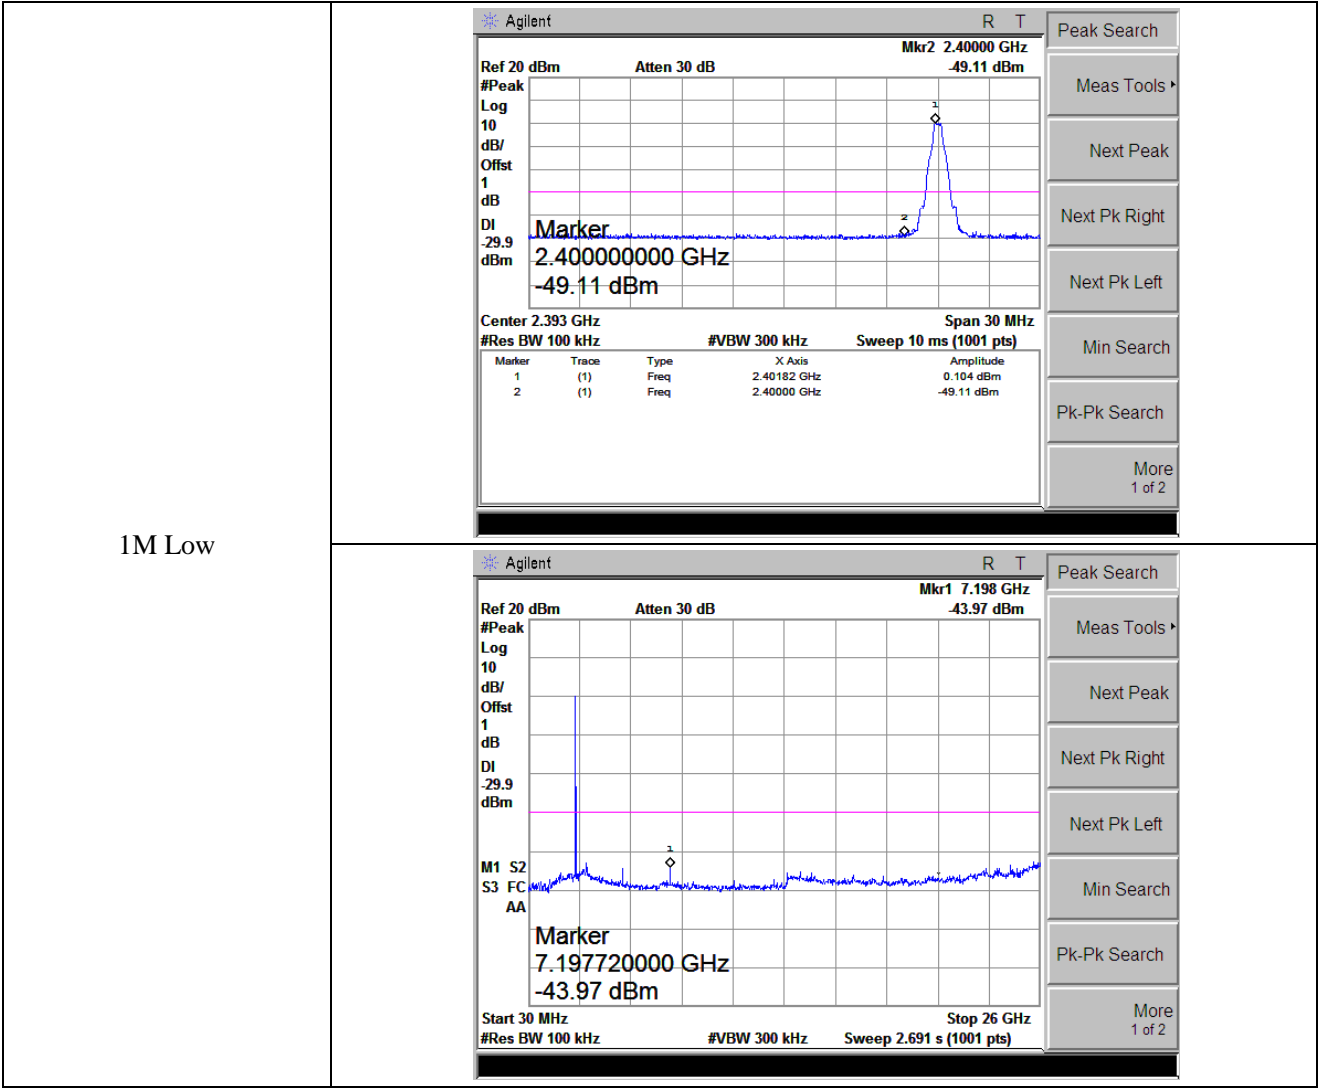 1M Low
Agilent R T
Mkr2 2.40000 GHz
Ref 20 dBm Atten 30 dB -49.11 dBm
#Peak
Log
10
dB/
Offst
1
dB
DI
-29.9
dBm
1
2
Marker
2.400000000 GHz
-49.11 dBm
Center 2.393 GHz Span 30 MHz
#Res BW 100 kHz #VBW 300 kHz Sweep 10 ms (1001 pts)
Marker Trace Type X Axis Amplitude
1 (1) Freq 2.40182 GHz 0.104 dBm
2 (1) Freq 2.40000 GHz -49.11 dBm
Peak Search
Meas Tools
Next Peak
Next Pk Right
Next Pk Left
Min Search
Pk-Pk Search
More
1 of 2
Agilent R T
Mkr1 7.198 GHz
Ref 20 dBm Atten 30 dB -43.97 dBm
#Peak
Log
10
dB/
Offst
1
dB
DI
-29.9
dBm
1
M1 S2
S3 FC
AA
Marker
7.197720000 GHz
-43.97 dBm
Start 30 MHz Stop 26 GHz
#Res BW 100 kHz #VBW 300 kHz Sweep 2.691 s (1001 pts)
Peak Search
Meas Tools
Next Peak
Next Pk Right
Next Pk Left
Min Search
Pk-Pk Search
More
1 of 2